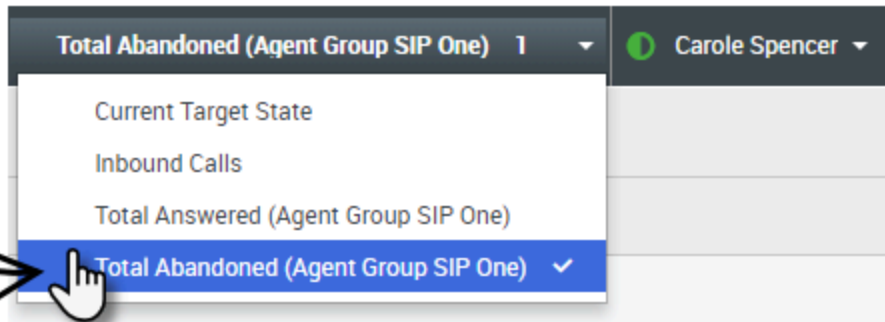 Total Abandoned (Agent Group SIP One) 1 Carole Spencer
Current Target State
Inbound Calls
Total Answered (Agent Group SIP One)
Total Abandoned (Agent Group SIP One)